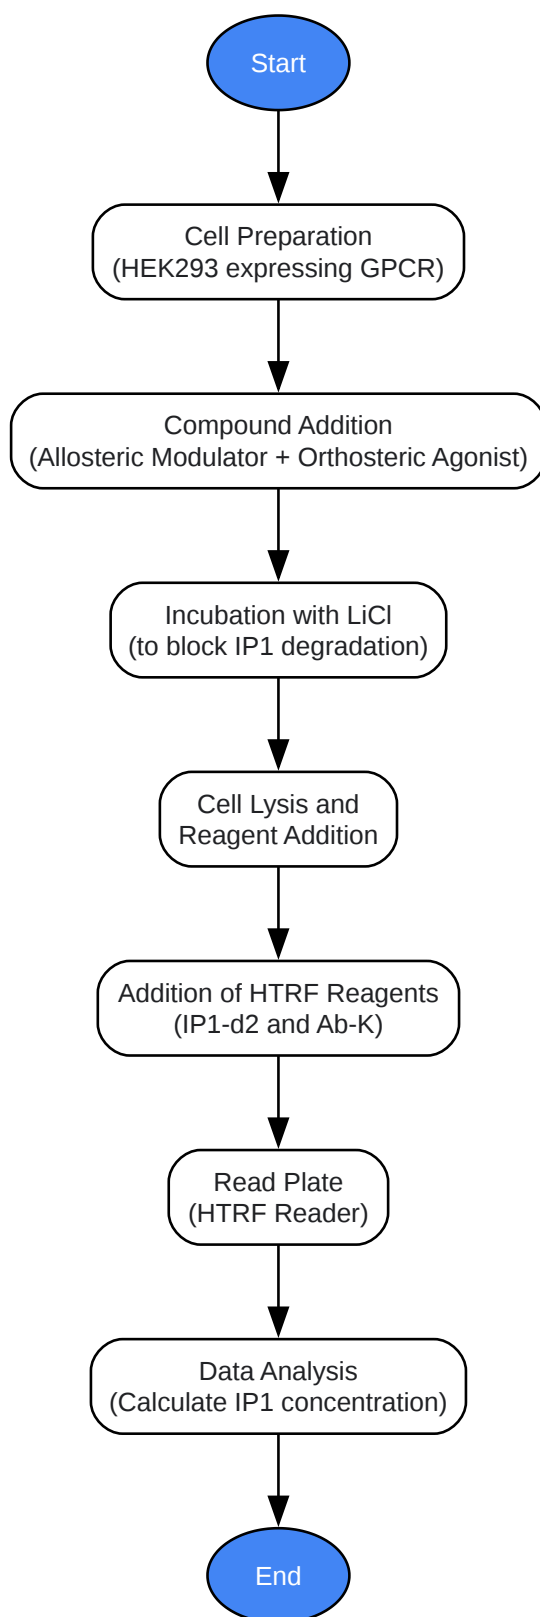 Start
Cell Preparation
(HEK293 expressing GPCR)
Compound Addition
(Allosteric Modulator + Orthosteric Agonist)
Incubation with LiCl
(to block IP1 degradation)
Cell Lysis and
Reagent Addition
Addition of HTRF Reagents
(IP1-d2 and Ab-K)
Read Plate
(HTRF Reader)
Data Analysis
(Calculate IP1 concentration)
End